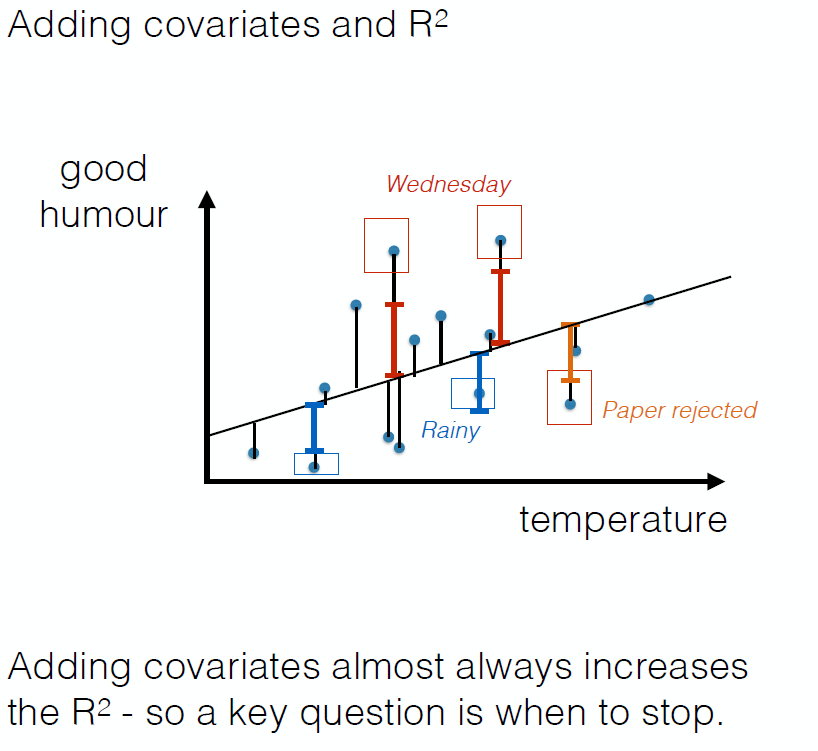 Adding covariates and R²
good
humour
Wednesday
Rainy
Paper rejected
temperature
Adding covariates almost always increases
the R² - so a key question is when to stop.